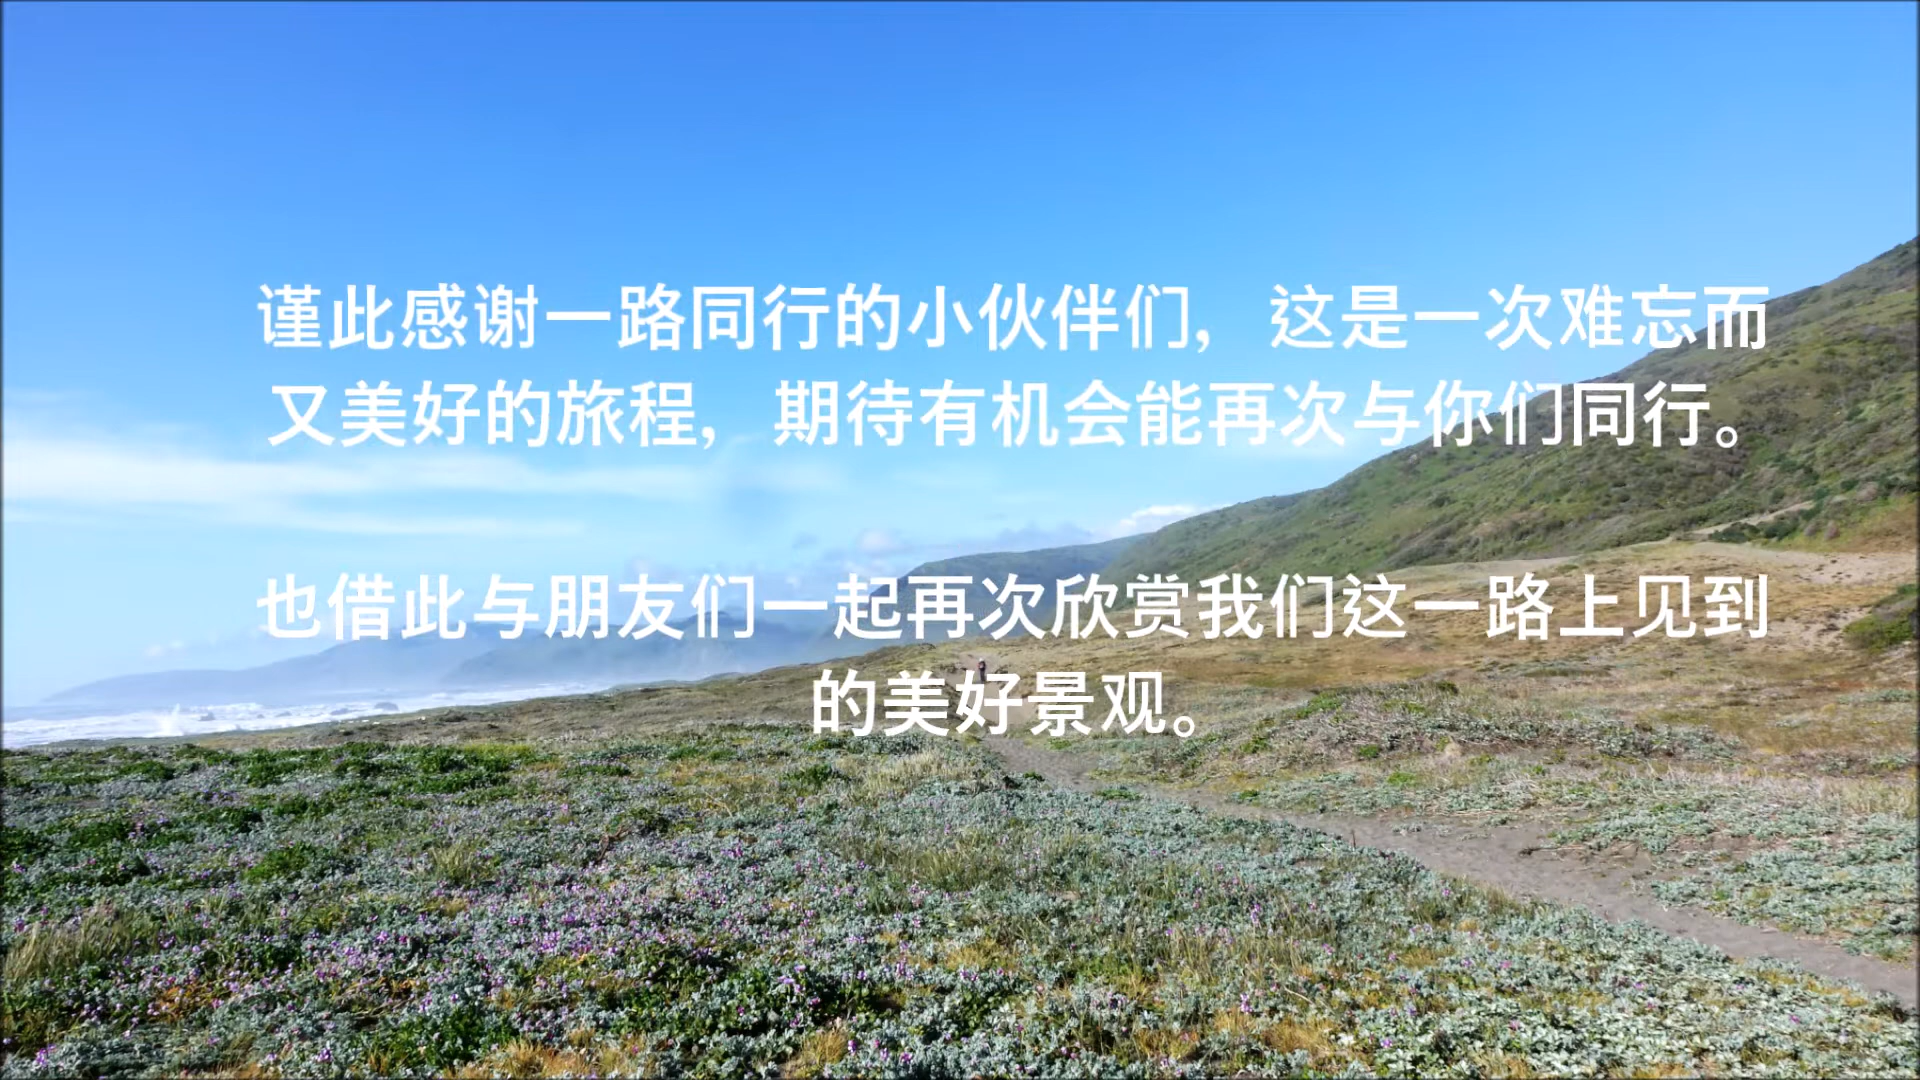 谨此感谢一路同行的小伙伴们，这是一次难忘而
又美好的旅程，期待有机会能再次与你们同行。
也借此与朋友们一起再次欣赏我们这一路上见到
的美好景观。